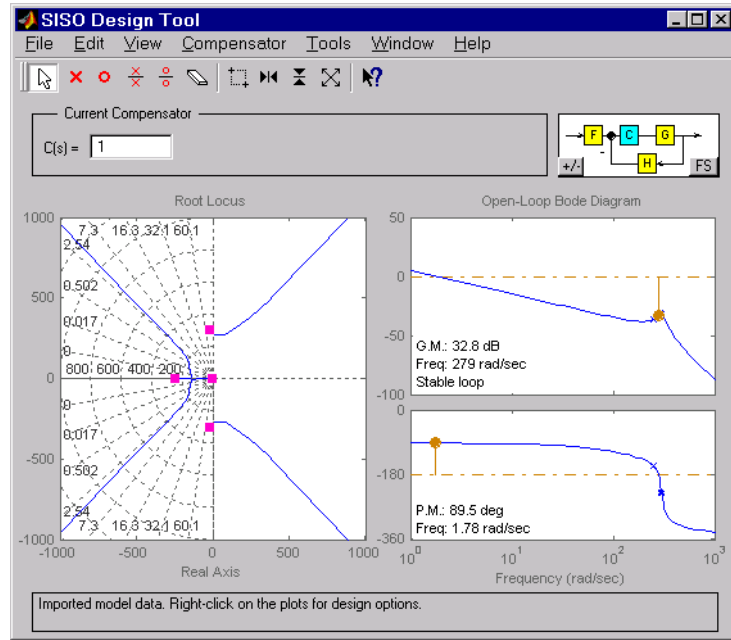 SISO Design Tool
File Edit View Compensator Tools Window Help
Current Compensator
C(s) = 1
F C G
H
+/- FS
Root Locus
1000
500
0
-500
-1000
7.3 16.3 32.1 60.1
2.54
0.502
0.017
0
800 600 400 200
0
0.017
0.502
2.54
7.3 16.3 32.1 60.1
-1000 -500 0 500 1000
Real Axis
Open-Loop Bode Diagram
50
0
-50
-100
G.M.: 32.8 dB
Freq: 279 rad/sec
Stable loop
0
-180
-360
P.M.: 89.5 deg
Freq: 1.78 rad/sec
10^0 10^1 10^2 10^3
Frequency (rad/sec)
Imported model data. Right-click on the plots for design options.